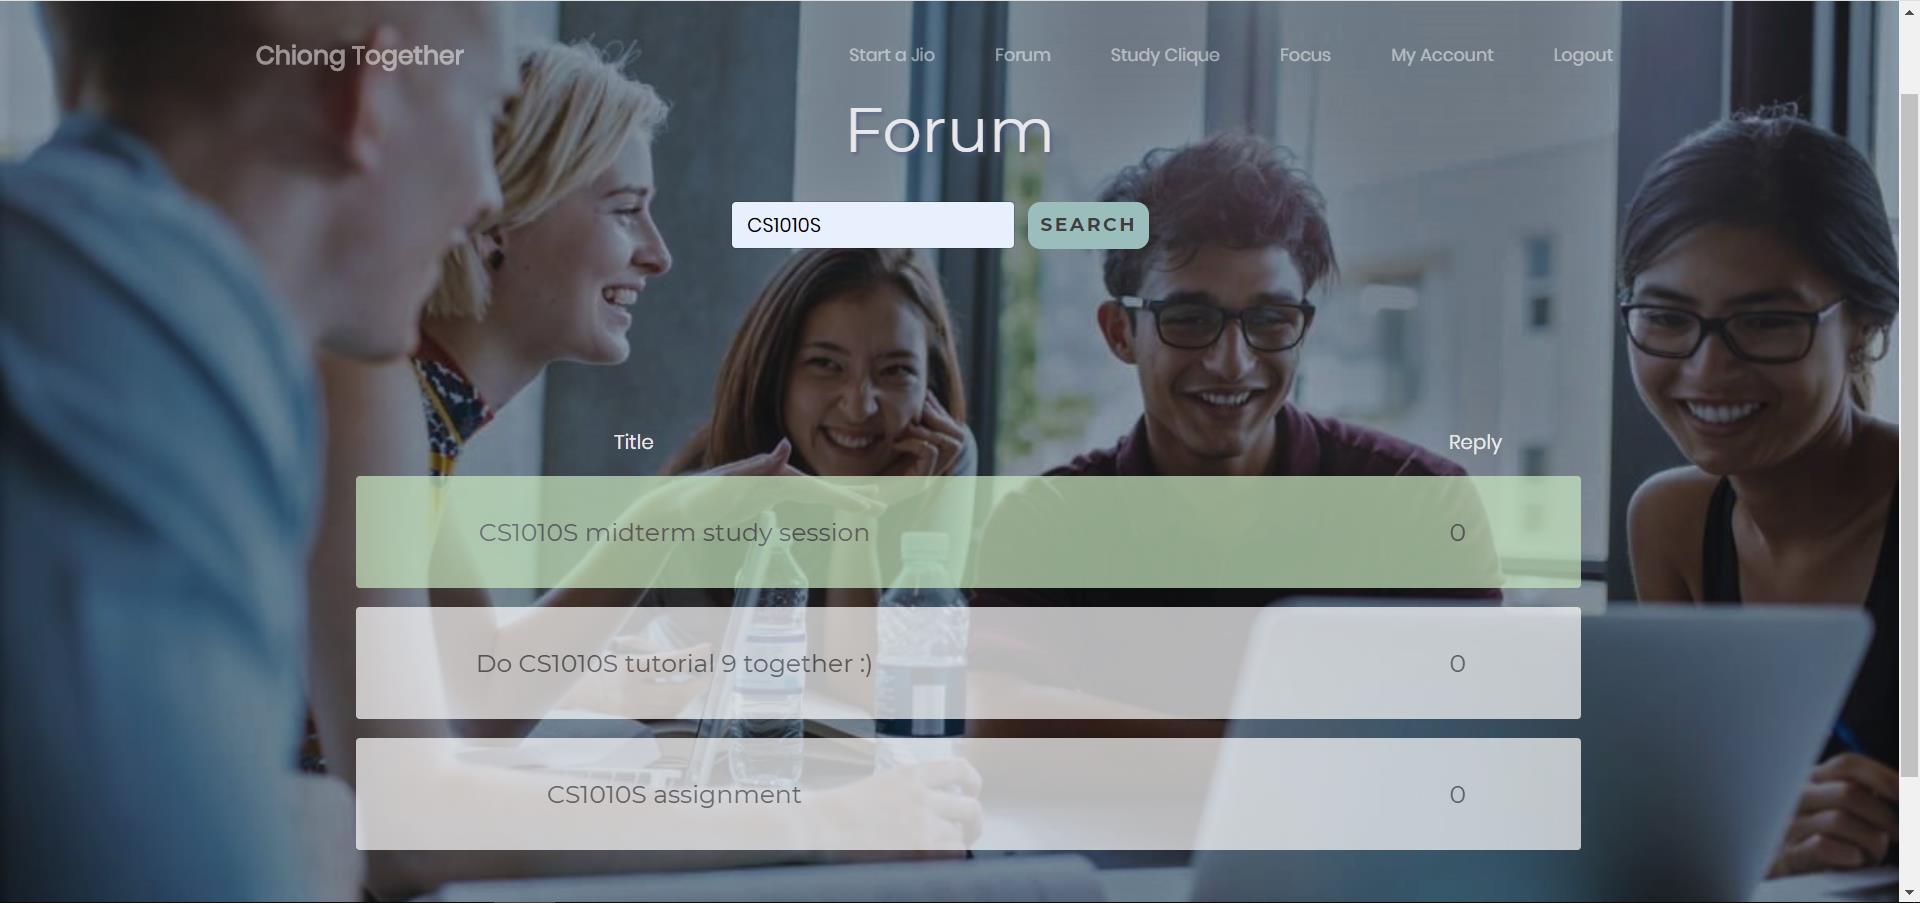 Chiong Together
Start a Jio
Forum
Study Clique
Focus
My Account
Logout
Forum
CS1010S
SEARCH
Title
Reply
CS1010S midterm study session
0
Do CS1010S tutorial 9 together :)
0
CS1010S assignment
0